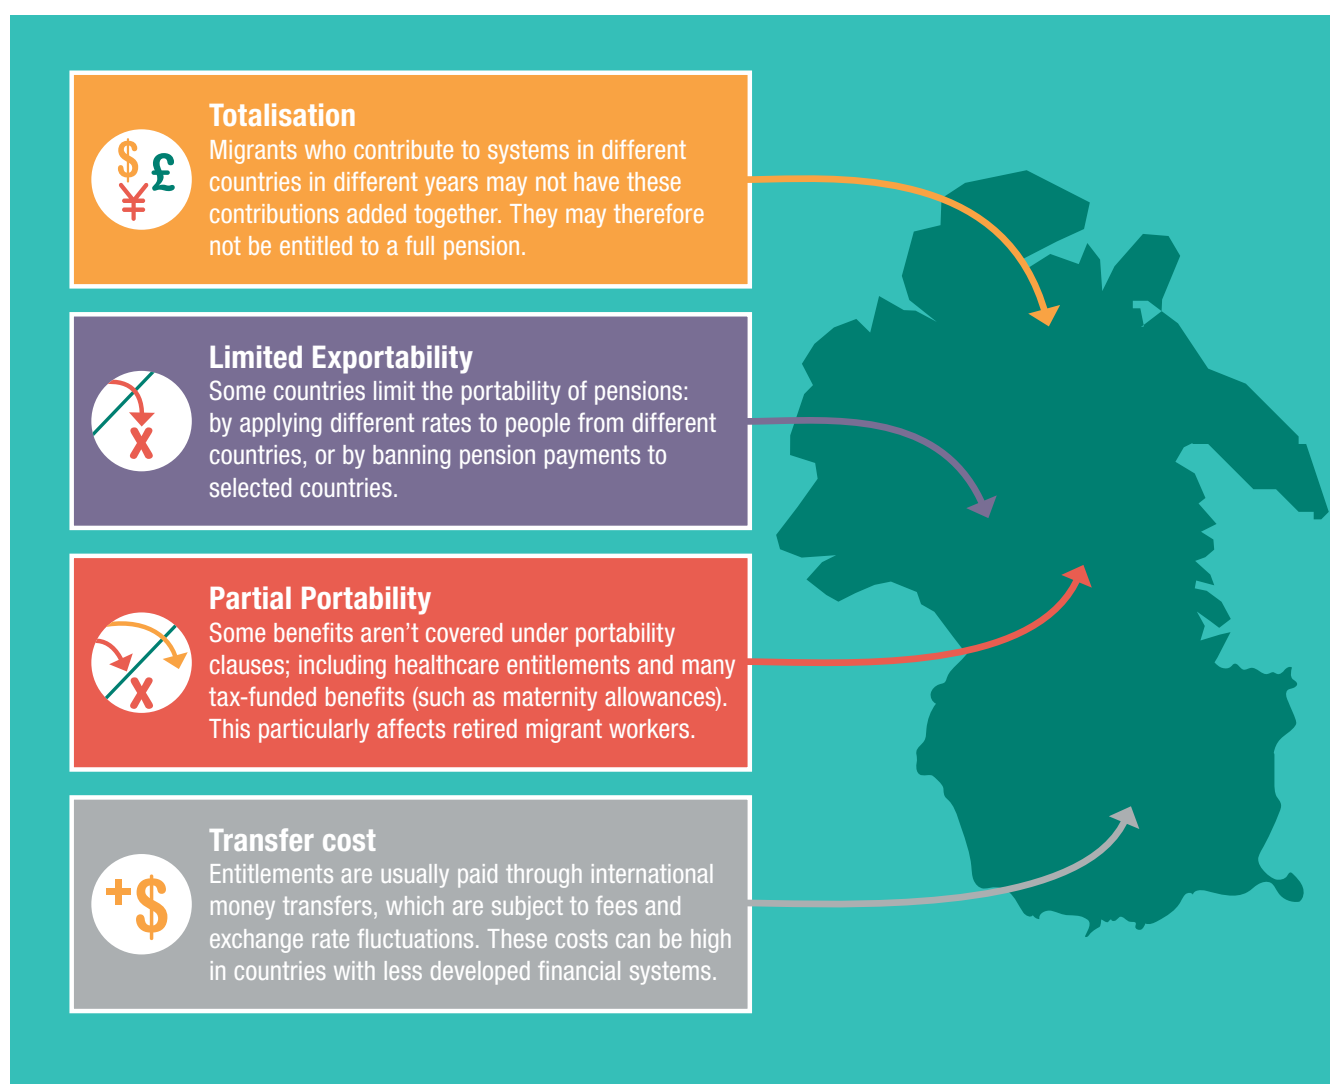 Totalisation
Migrants who contribute to systems in different
countries in different years may not have these
contributions added together. They may therefore
not be entitled to a full pension.
$ £
¥
Limited Exportability
Some countries limit the portability of pensions:
by applying different rates to people from different
countries, or by banning pension payments to
selected countries.
X
Partial Portability
Some benefits aren’t covered under portability
clauses; including healthcare entitlements and many
tax-funded benefits (such as maternity allowances).
This particularly affects retired migrant workers.
X
Transfer cost
Entitlements are usually paid through international
money transfers, which are subject to fees and
exchange rate fluctuations. These costs can be high
in countries with less developed financial systems.
+$